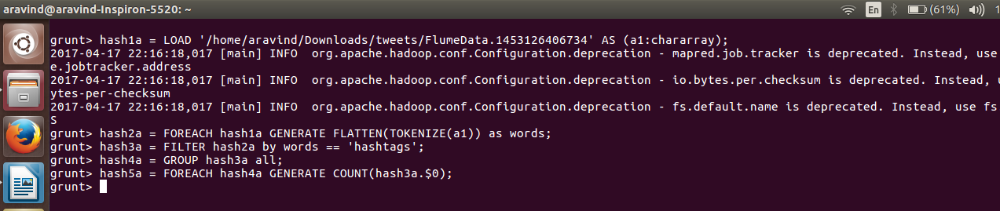 aravind@aravind-Inspiron-5520: ~
En
(61%)
grunt> hash1a = LOAD '/home/aravind/Downloads/tweets/FlumeData.1453126406734' AS (a1:chararray);
2017-04-17 22:16:18,017 [main] INFO  org.apache.hadoop.conf.Configuration.deprecation - mapred.job.tracker is deprecated. Instead, use
e.jobtracker.address
2017-04-17 22:16:18,017 [main] INFO  org.apache.hadoop.conf.Configuration.deprecation - io.bytes.per.checksum is deprecated. Instead,
ytes-per-checksum
2017-04-17 22:16:18,017 [main] INFO  org.apache.hadoop.conf.Configuration.deprecation - fs.default.name is deprecated. Instead, use fs
S
grunt> hash2a = FOREACH hash1a GENERATE FLATTEN(TOKENIZE(a1)) as words;
grunt> hash3a = FILTER hash2a by words == 'hashtags';
grunt> hash4a = GROUP hash3a all;
grunt> hash5a = FOREACH hash4a GENERATE COUNT(hash3a.$0);
grunt>